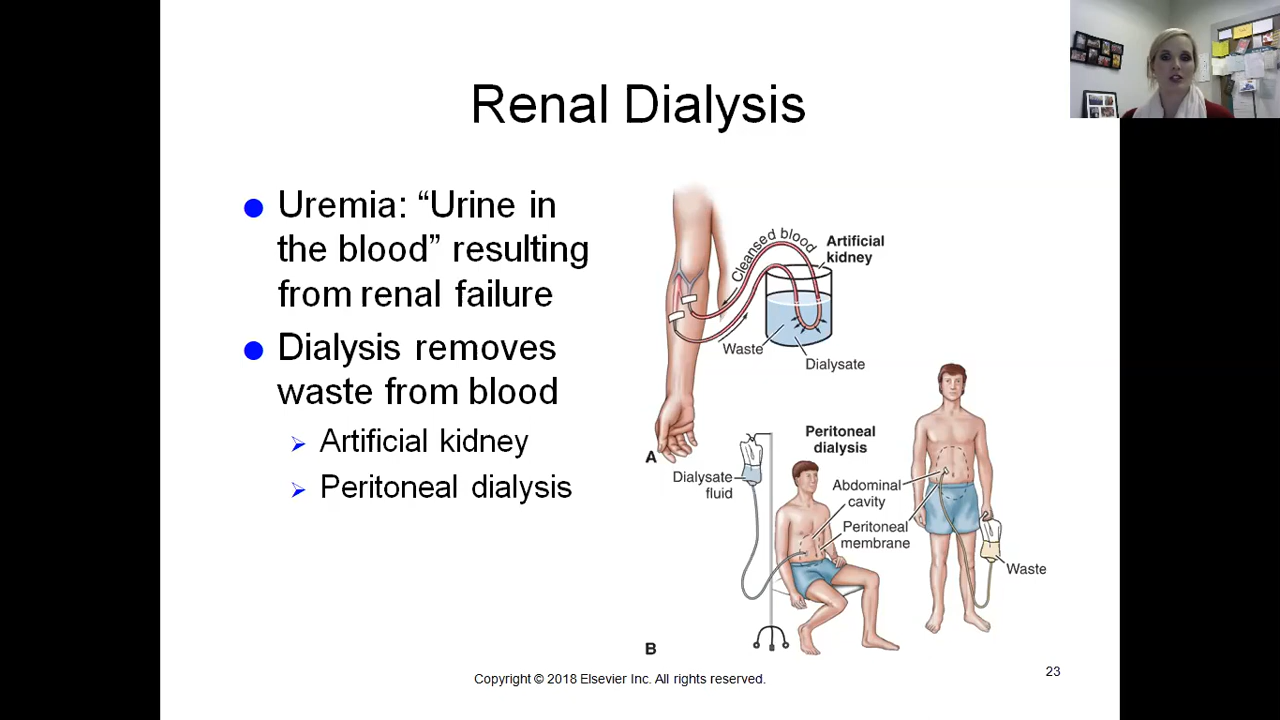 Renal Dialysis
● Uremia: “Urine in
the blood” resulting
from renal failure
● Dialysis removes
waste from blood
➢ Artificial kidney
➢ Peritoneal dialysis
Cleansed blood
Artificial
kidney
Waste
Dialysate
A
Peritoneal
dialysis
Dialysate
fluid
Abdominal
cavity
Peritoneal
membrane
Waste
B
Copyright © 2018 Elsevier Inc. All rights reserved.
23